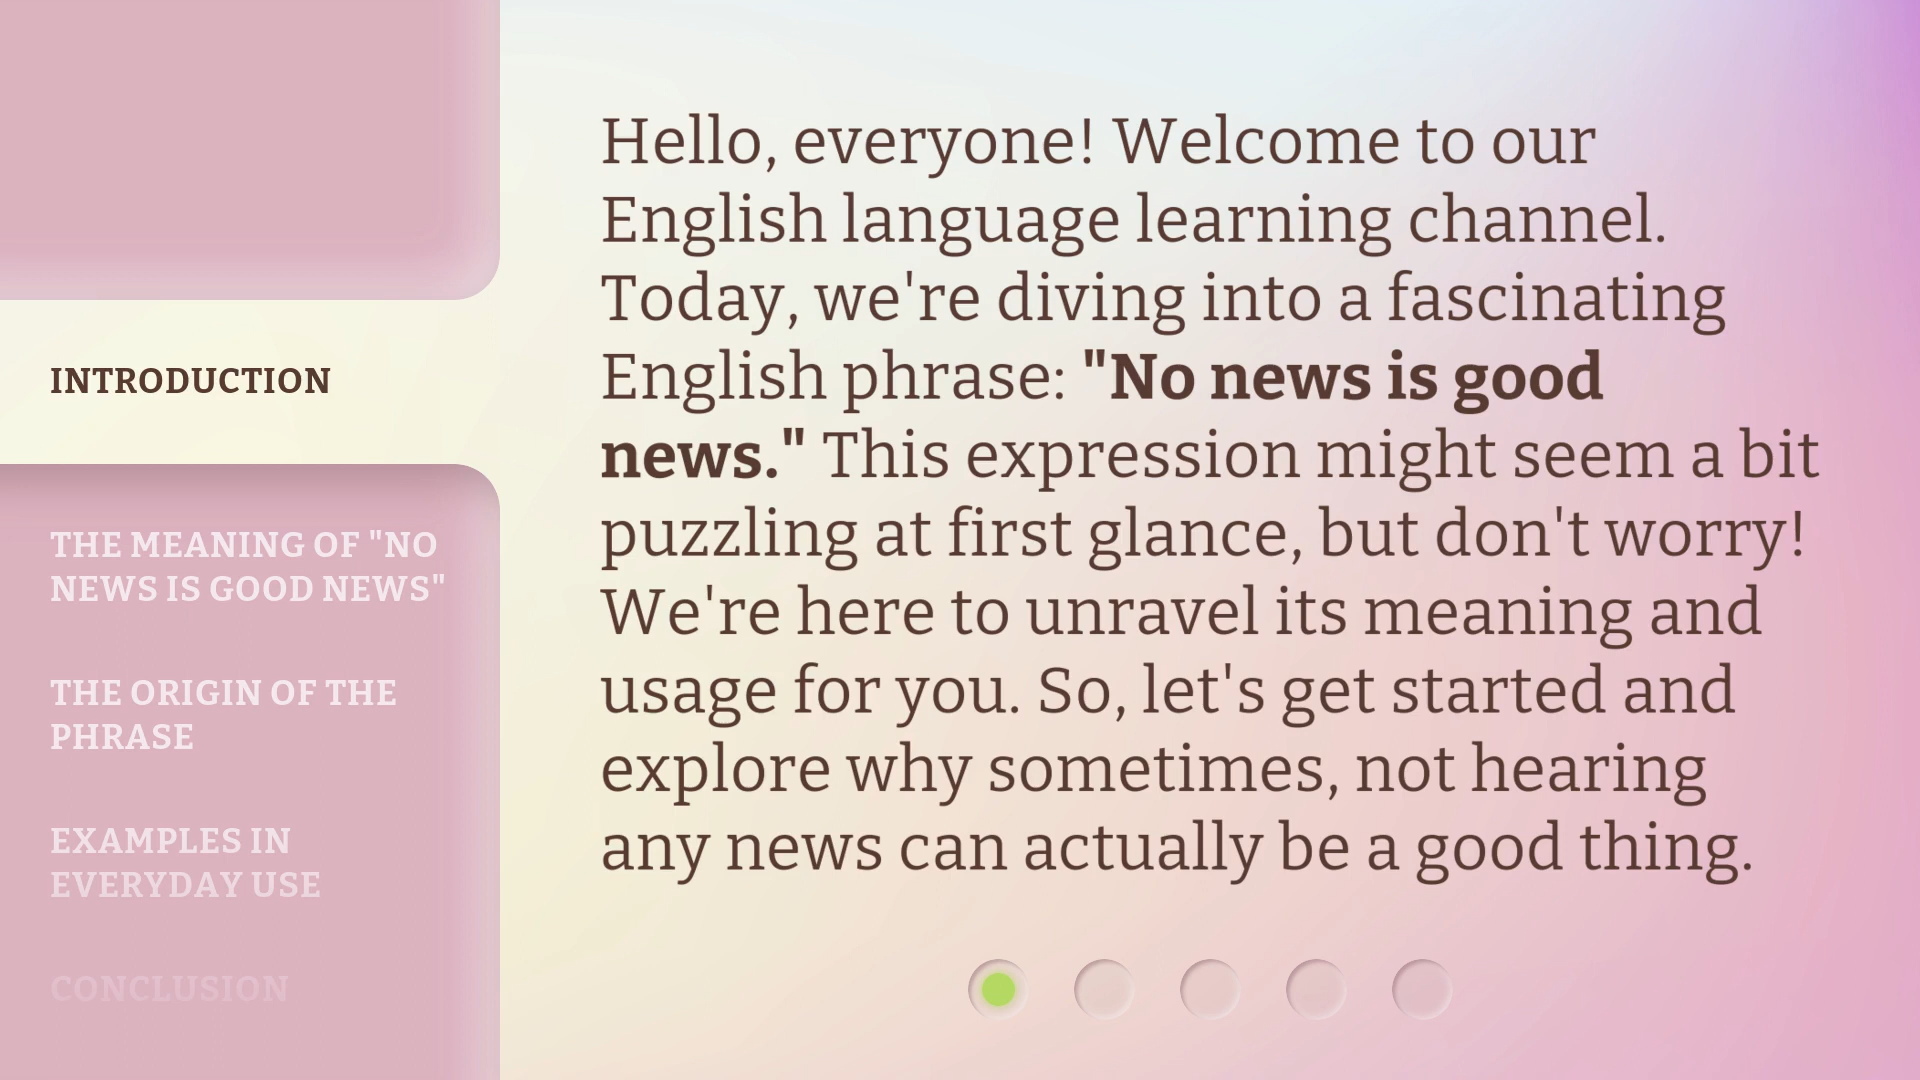 INTRODUCTION
THE MEANING OF "NO
NEWS IS GOOD NEWS"
THE ORIGIN OF THE
PHRASE
EXAMPLES IN
EVERYDAY USE
CONCLUSION
Hello, everyone! Welcome to our
English language learning channel.
Today, we're diving into a fascinating
English phrase: "No news is good
news." This expression might seem a bit
puzzling at first glance, but don't worry!
We're here to unravel its meaning and
usage for you. So, let's get started and
explore why sometimes, not hearing
any news can actually be a good thing.